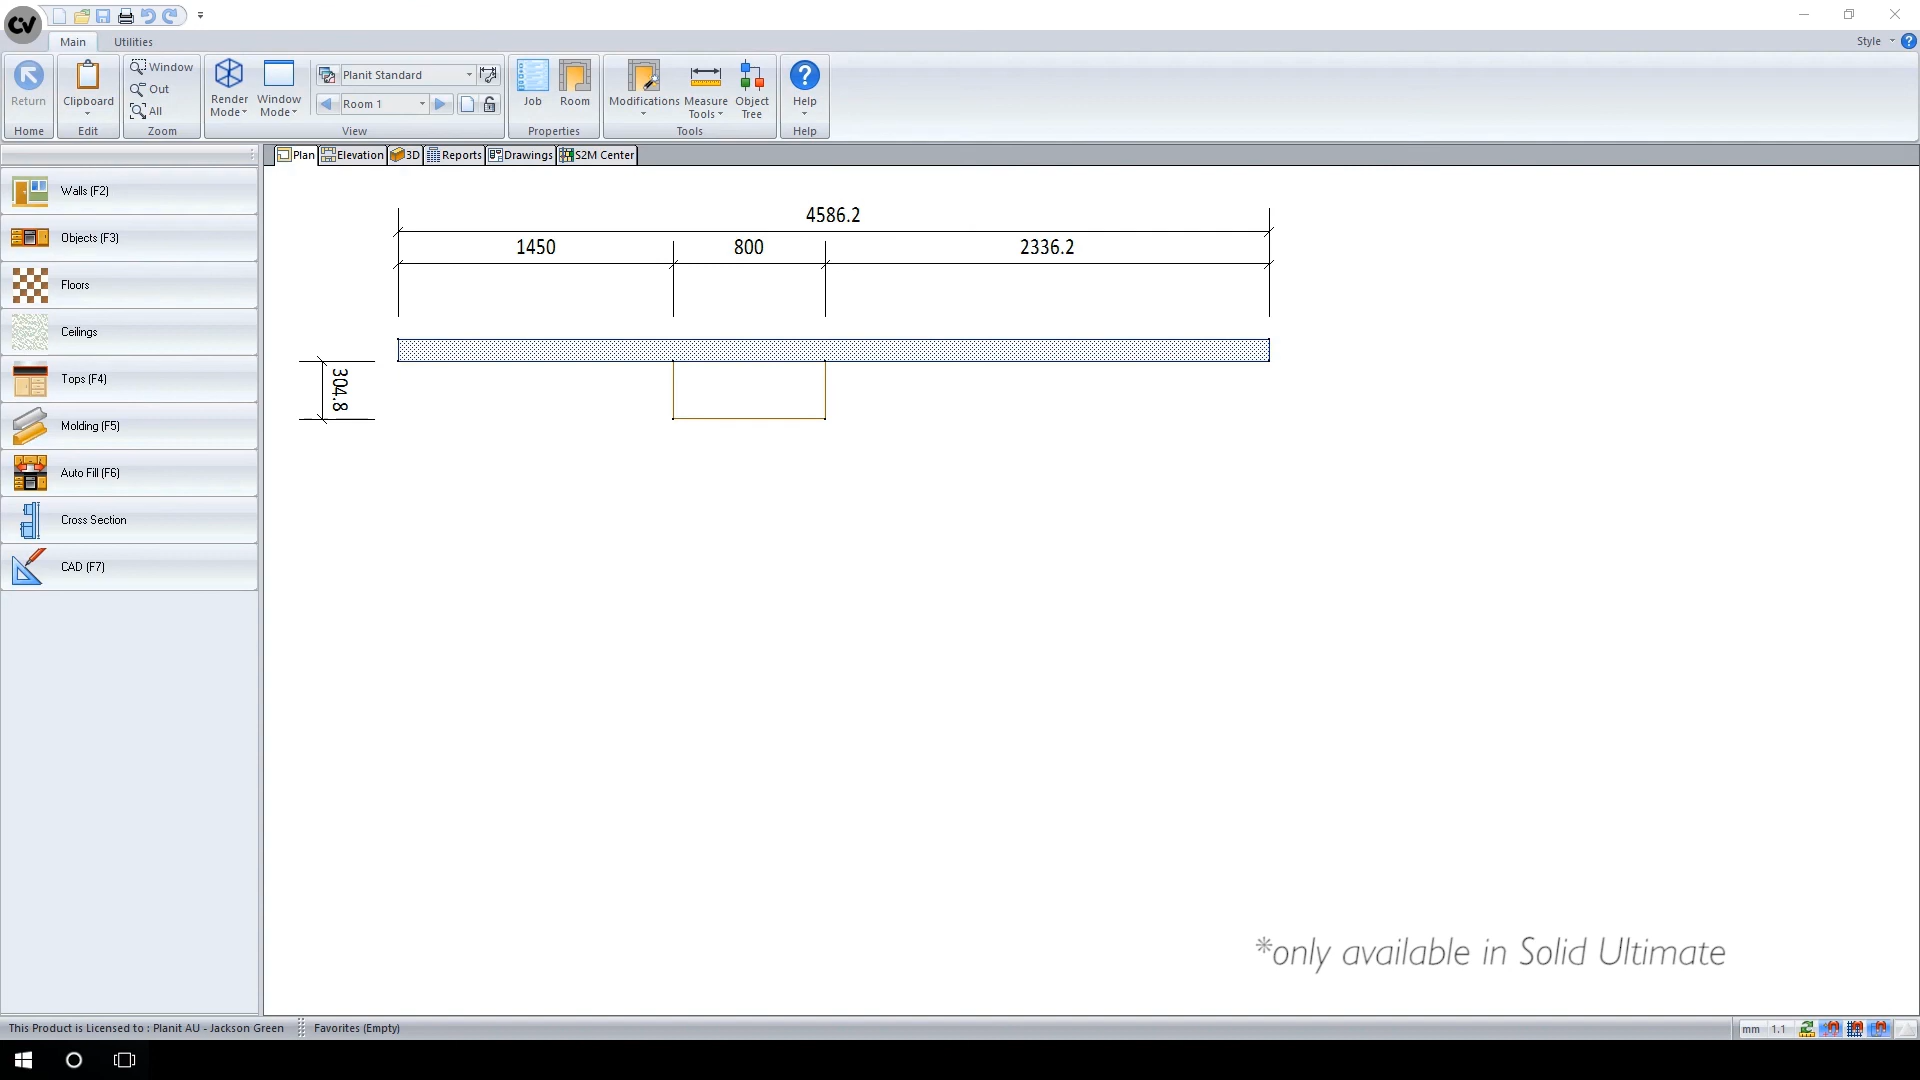 CV
Main Utilities Style
Return
Home
Clipboard
Edit
Window
Out
All
Zoom
Render Mode
Window Mode
Planit Standard
Room 1
View
Job
Room
Properties
Modifications
Measure Tools
Object Tree
Tools
Help
Help
Plan Elevation 3D Reports Drawings S2M Center
Walls (F2)
Objects (F3)
Floors
Ceilings
Tops (F4)
Molding (F5)
Auto Fill (F6)
Cross Section
CAD (F7)
4586.2
1450 800 2336.2
304.8
*only available in Solid Ultimate
This Product is Licensed to : Planit AU - Jackson Green Favorites (Empty) mm 1.1